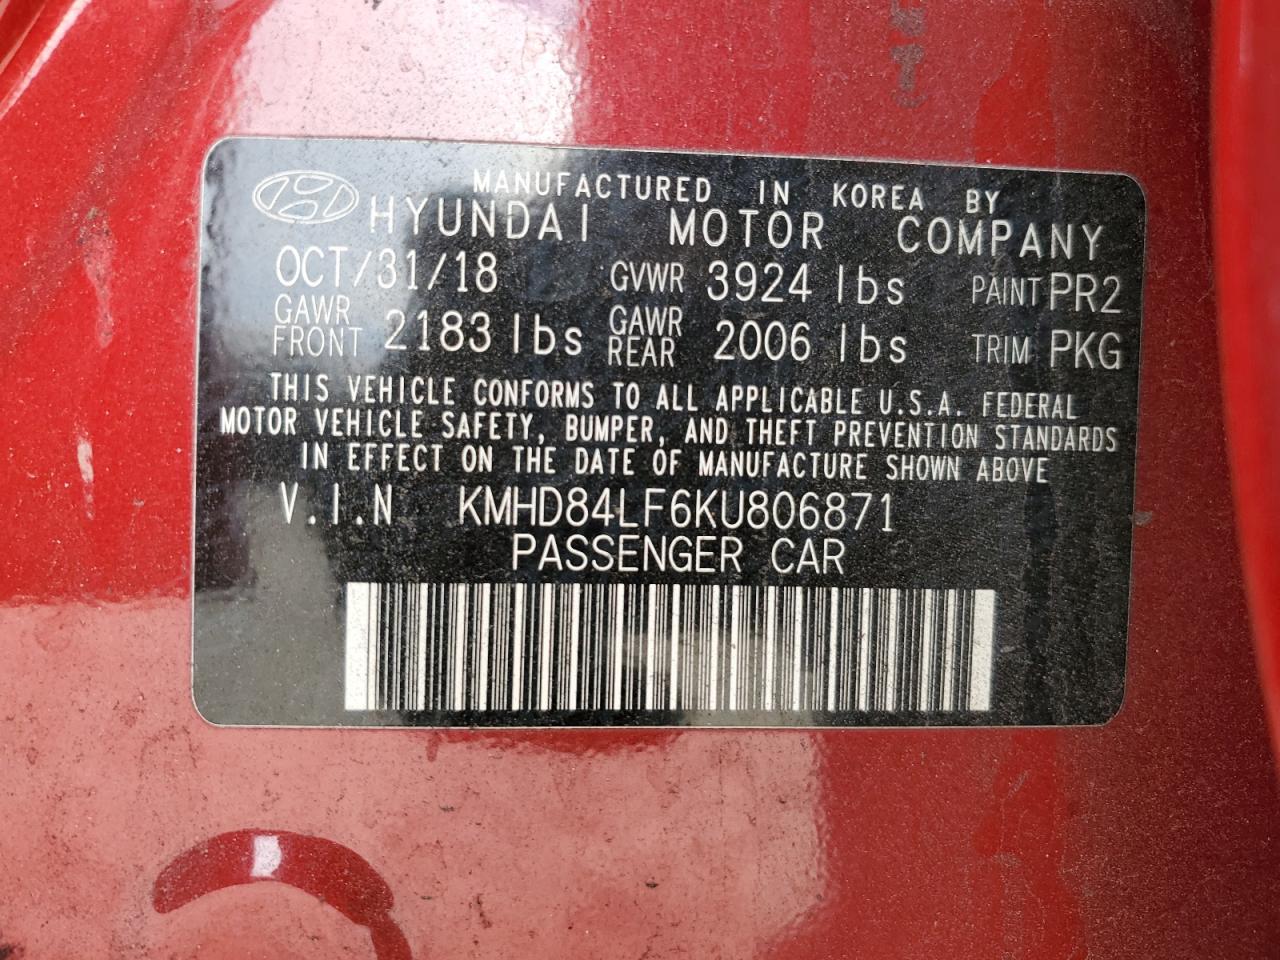 MANUFACTURED IN KOREA BY
HYUNDAI MOTOR COMPANY
OCT/31/18 GVWR 3924 lbs PAINT PR2
GAWR FRONT 2183 lbs GAWR REAR 2006 lbs TRIM PKG
THIS VEHICLE CONFORMS TO ALL APPLICABLE U.S.A. FEDERAL
MOTOR VEHICLE SAFETY, BUMPER, AND THEFT PREVENTION STANDARDS
IN EFFECT ON THE DATE OF MANUFACTURE SHOWN ABOVE
V.I.N KMHD84LF6KU806871
PASSENGER CAR